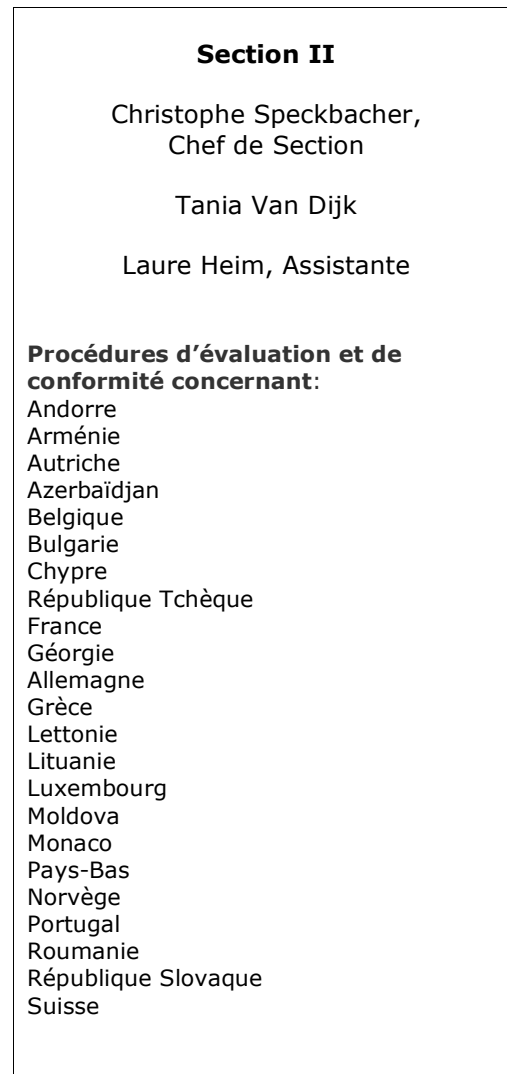 Section II
Christophe Speckbacher,
Chef de Section
Tania Van Dijk
Laure Heim, Assistante
Procédures d’évaluation et de
conformité concernant:
Andorre
Arménie
Autriche
Azerbaïdjan
Belgique
Bulgarie
Chypre
République Tchèque
France
Géorgie
Allemagne
Grèce
Lettonie
Lituanie
Luxembourg
Moldova
Monaco
Pays-Bas
Norvège
Portugal
Roumanie
République Slovaque
Suisse